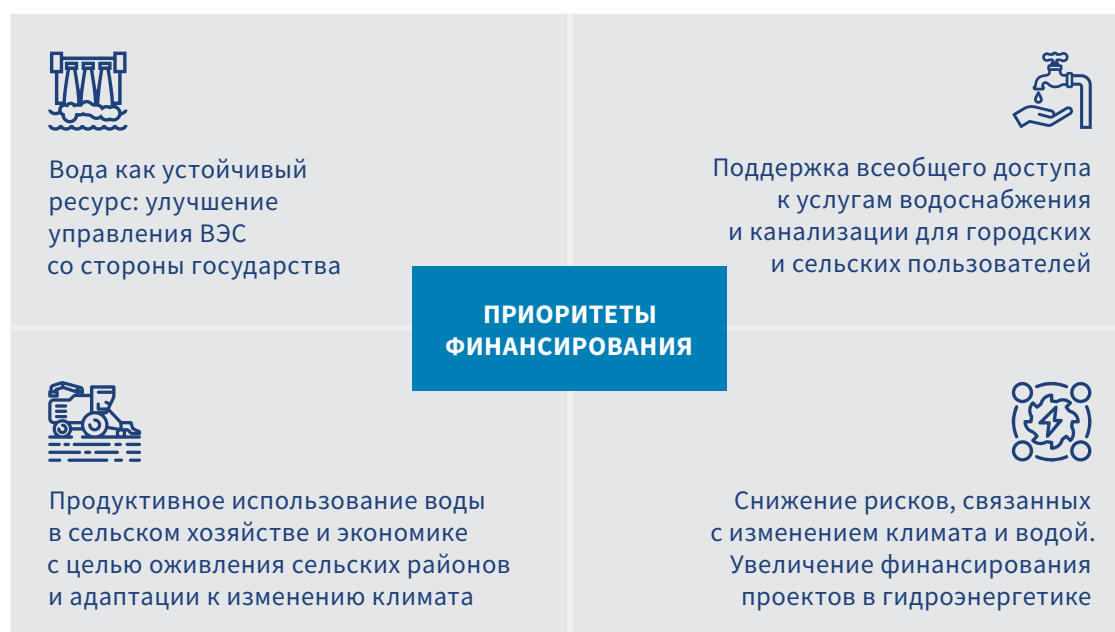 Вода как устойчивый
ресурс: улучшение
управления ВЭС
со стороны государства
Поддержка всеобщего доступа
к услугам водоснабжения
и канализации для городских
и сельских пользователей
ПРИОРИТЕТЫ
ФИНАНСИРОВАНИЯ
Продуктивное использование воды
в сельском хозяйстве и экономике
с целью оживления сельских районов
и адаптации к изменению климата
Снижение рисков, связанных
с изменением климата и водой.
Увеличение финансирования
проектов в гидроэнергетике